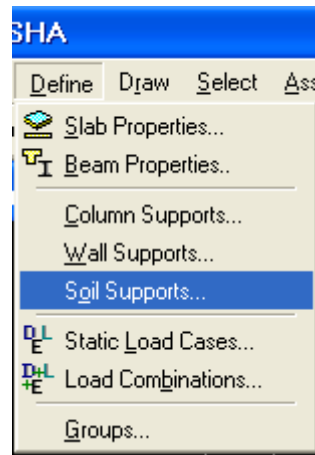 SHA
Define Draw Select Ass
Slab Properties...
Beam Properties..
Column Supports...
Wall Supports...
Soil Supports...
Static Load Cases...
Load Combinations...
Groups...